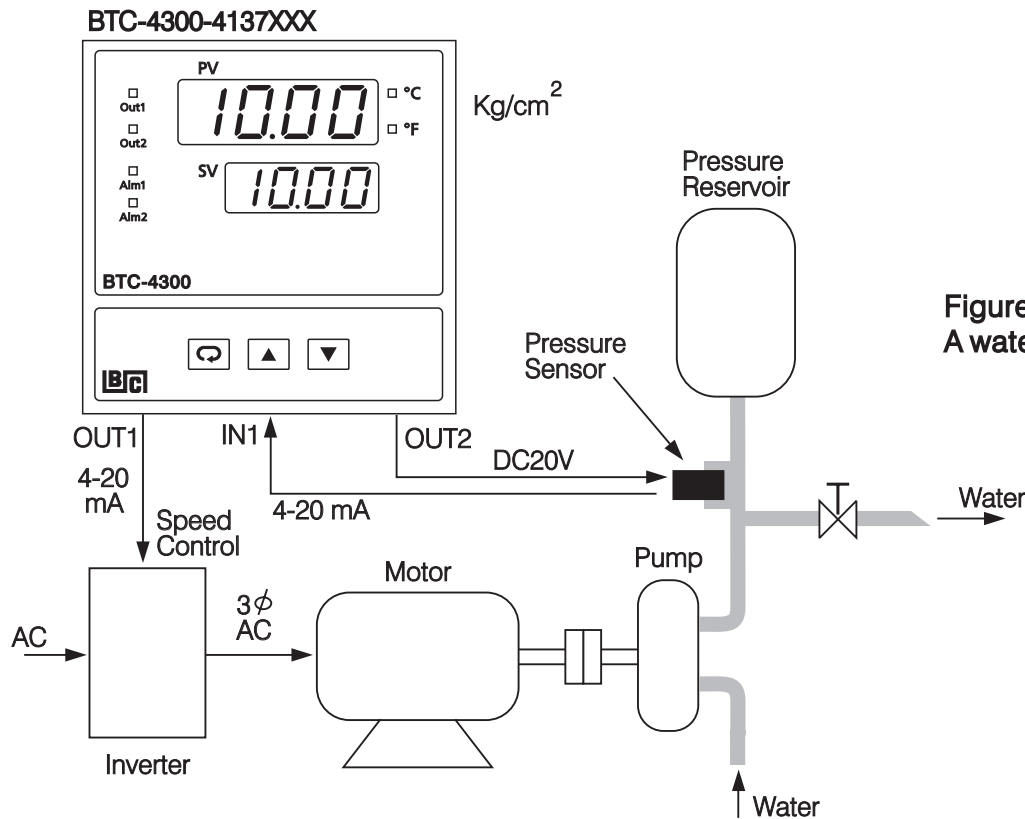 BTC-4300-4137XXX
PV
10.00
°C
°F
Out1
Out2
Kg/cm2
SV
10.00
Alm1
Alm2
BTC-4300
BC
Pressure
Reservoir
Figure
A wate
Pressure
Sensor
OUT1
IN1
OUT2
4-20
mA
DC20V
4-20 mA
Water
Speed
Control
Pump
Motor
3ϕ
AC
AC
Inverter
Water